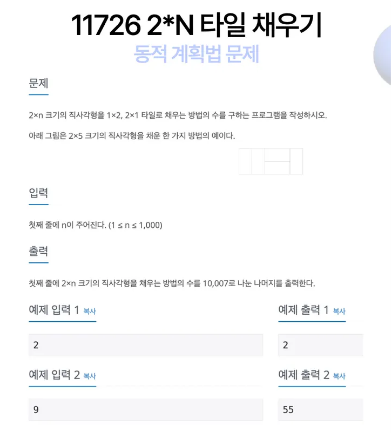 11726 2*N 타일 채우기
동적 계획법 문제
문제
2×n 크기의 직사각형을 1×2, 2×1 타일로 채우는 방법의 수를 구하는 프로그램을 작성하시오.
아래 그림은 2×5 크기의 직사각형을 채운 한 가지 방법의 예이다.
입력
첫째 줄에 n이 주어진다. (1 ≤ n ≤ 1,000)
출력
첫째 줄에 2×n 크기의 직사각형을 채우는 방법의 수를 10,007로 나눈 나머지를 출력한다.
예제 입력 1 복사
예제 출력 1 복사
2
2
예제 입력 2 복사
예제 출력 2 복사
9
55